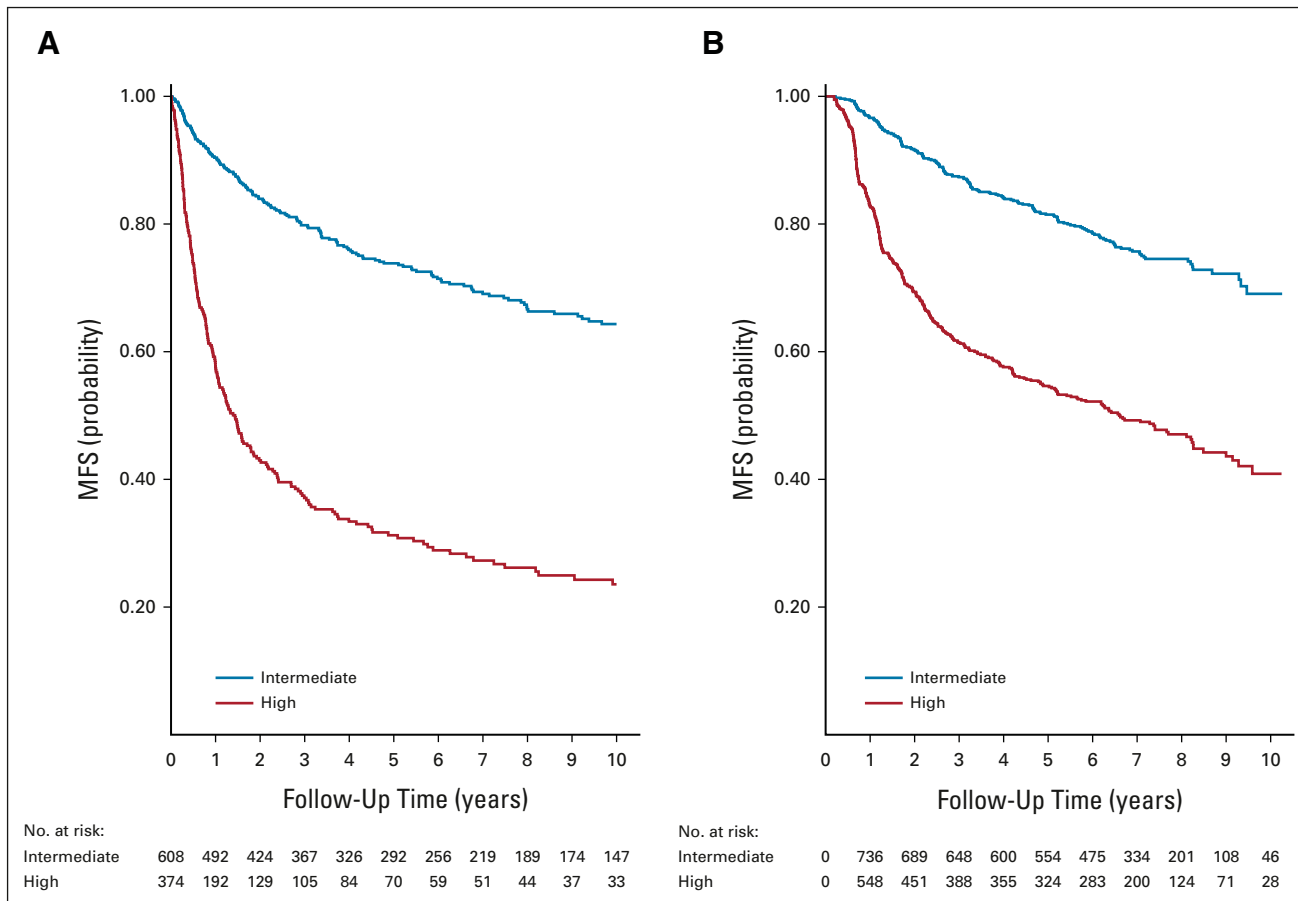 A
B
MFS (probability)
1.00
0.80
0.60
0.40
0.20
Intermediate
High
0 1 2 3 4 5 6 7 8 9 10
Follow-Up Time (years)
No. at risk:
Intermediate 608 492 424 367 326 292 256 219 189 174 147
High 374 192 129 105 84 70 59 51 44 37 33
MFS (probability)
1.00
0.80
0.60
0.40
0.20
Intermediate
High
0 1 2 3 4 5 6 7 8 9 10
Follow-Up Time (years)
No. at risk:
Intermediate 0 736 689 648 600 554 475 334 201 108 46
High 0 548 451 388 355 324 283 200 124 71 28